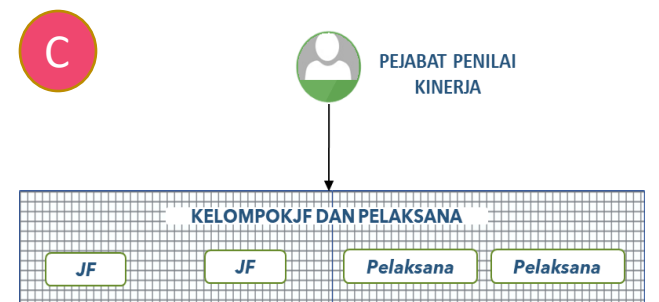 C
PEJABAT PENILAI
KINERJA
KELOMPOKJF DAN PELAKSANA
JF
JF
Pelaksana
Pelaksana